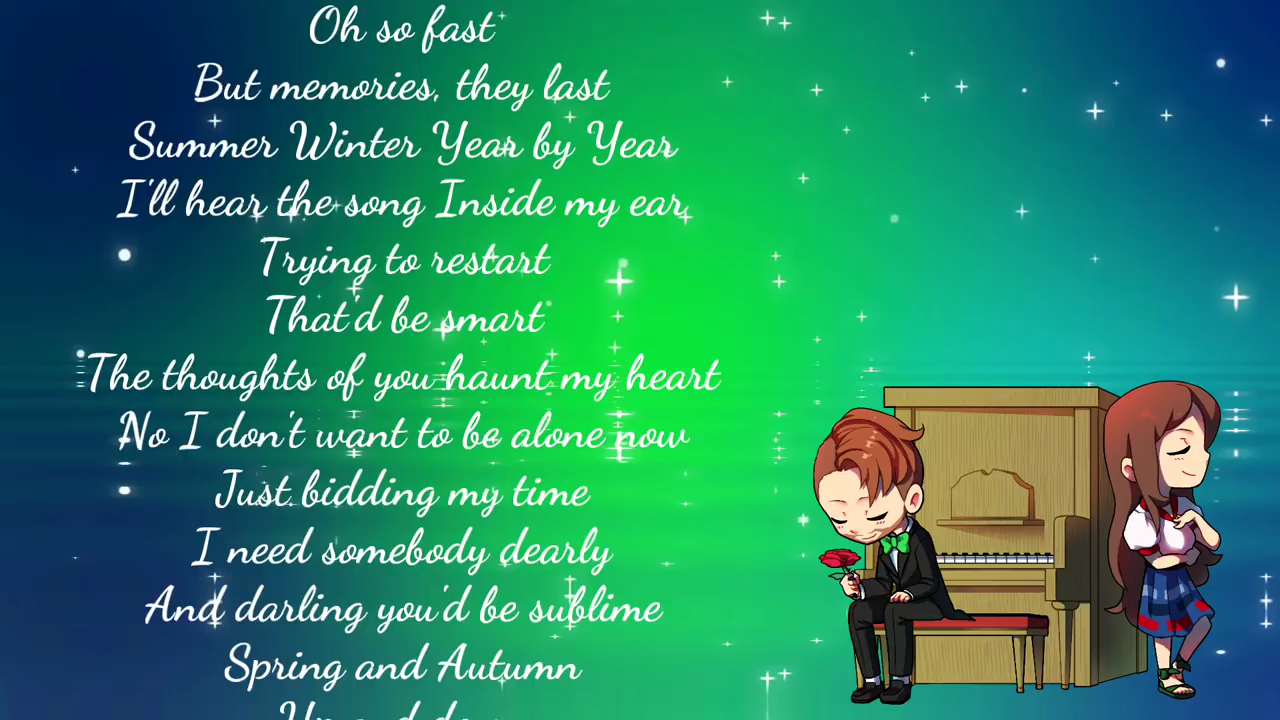 Oh so fast
But memories, they last
Summer Winter Year by Year
I'll hear the song Inside my ear,
Trying to restart
That'd be smart
The thoughts of you haunt my heart
No I don't want to be alone now
Just bidding my time
I need somebody dearly
And darling you'd be sublime
Spring and Autumn